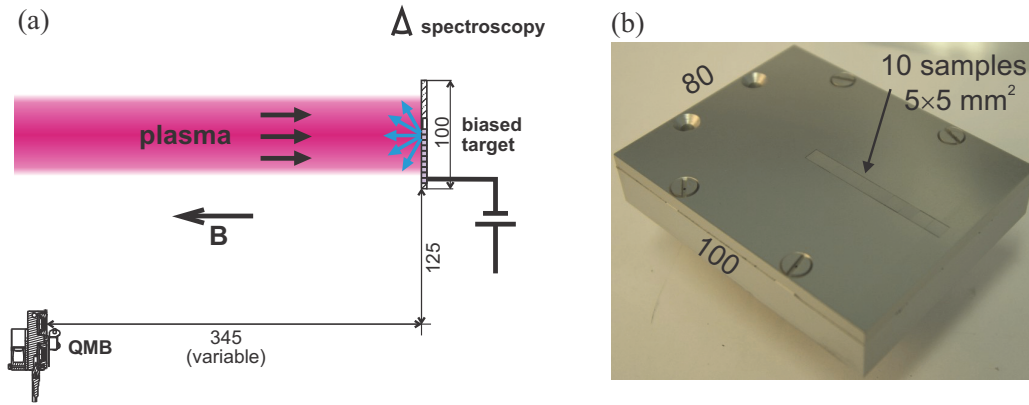 (a)
spectroscopy
plasma
biased
target
100
B
125
QMB
345
(variable)
(b)
80
10 samples
5×5 mm²
100